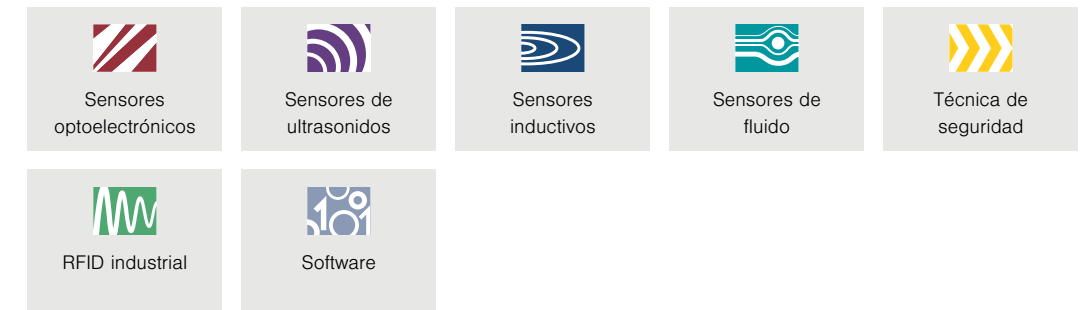 Sensores
optoelectrónicos
Sensores de
ultrasonidos
Sensores
inductivos
Sensores de
fluido
Técnica de
seguridad
RFID industrial
Software